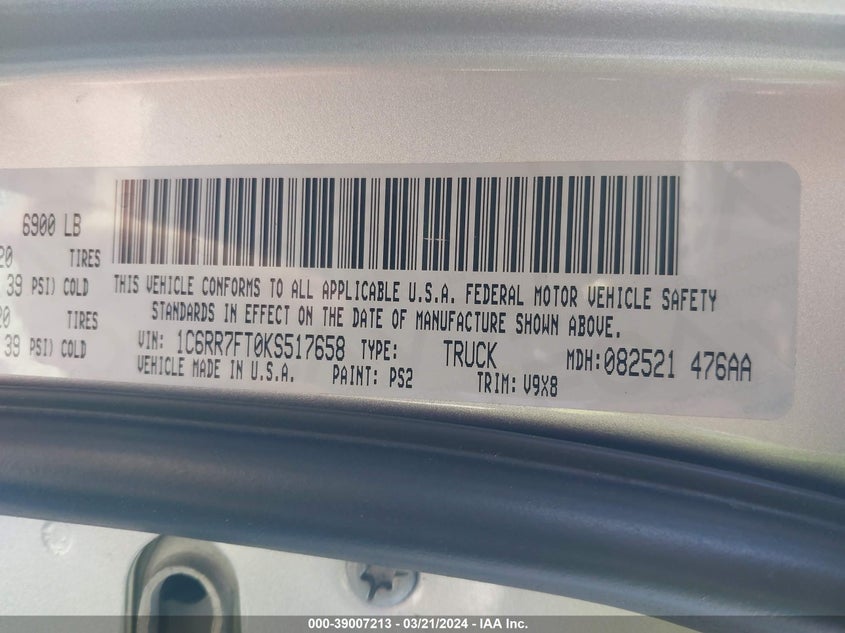 6900 LB
20 TIRES
39 PSI) COLD
20 TIRES
39 PSI) COLD
THIS VEHICLE CONFORMS TO ALL APPLICABLE U.S.A. FEDERAL MOTOR VEHICLE SAFETY
STANDARDS IN EFFECT ON THE DATE OF MANUFACTURE SHOWN ABOVE.
VIN: 1C6RR7FT0KS517658 TYPE: TRUCK MDH:082521 476AA
VEHICLE MADE IN U.S.A. PAINT: PS2 TRIM: V9X8
000-39007213 - 03/21/2024 - IAA Inc.